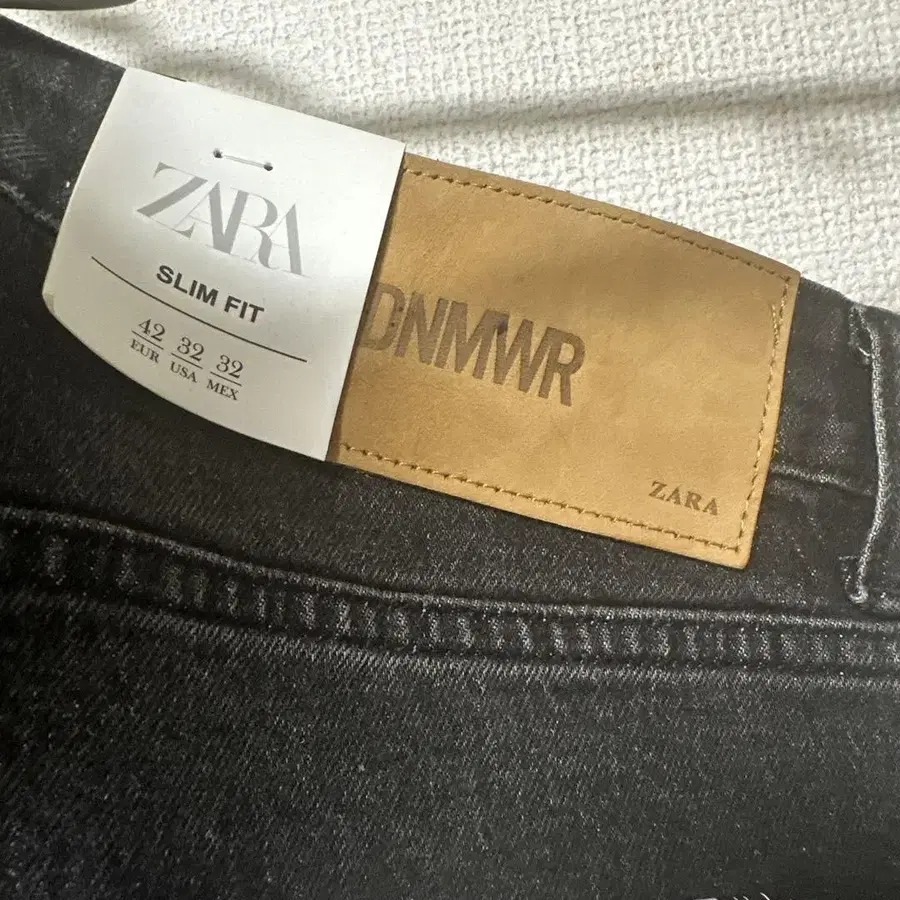 ZARA
SLIM FIT
42 32 32
EUR USA MEX
DNMWR
ZARA